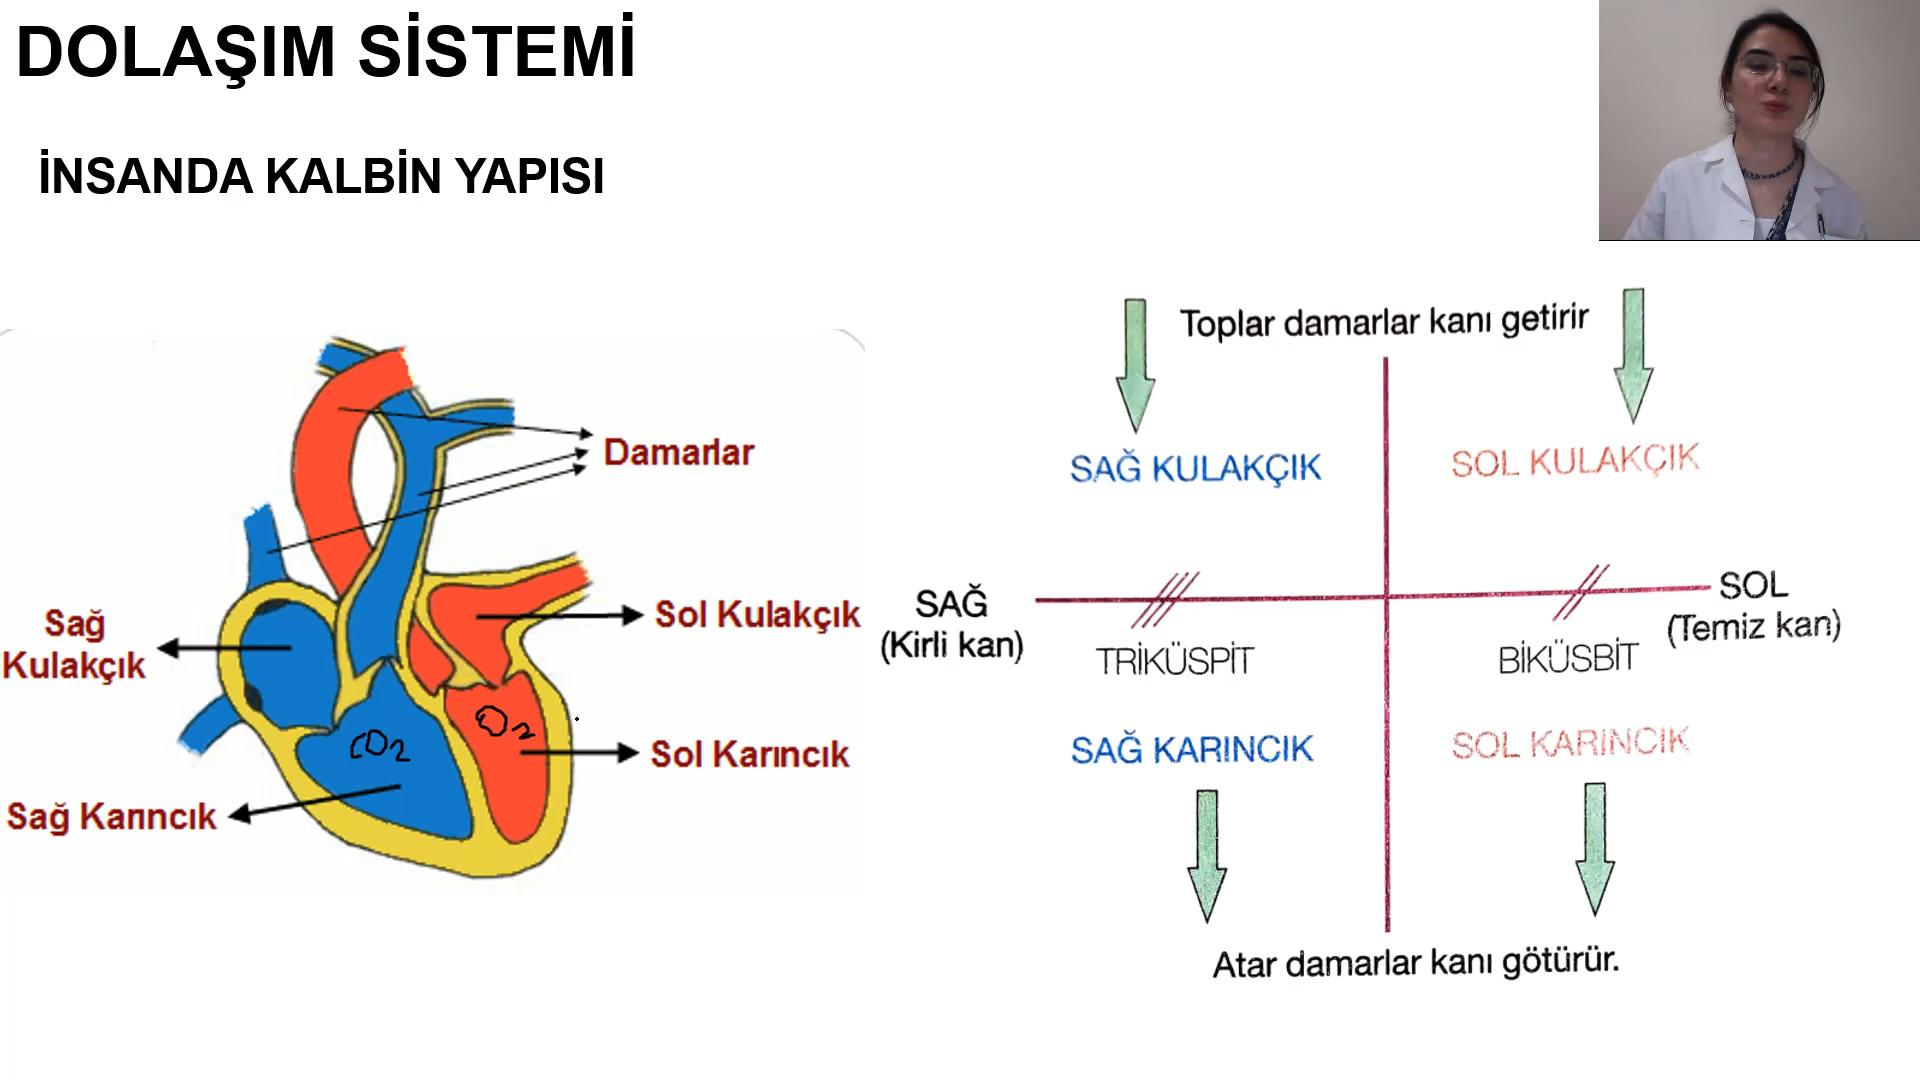 DOLAŞIM SİSTEMİ
İNSANDA KALBİN YAPISI
Damarlar
Sol Kulakçık
Sağ
Kulakçık
CO2
O2
Sol Karıncık
Sağ Karıncık
Toplar damarlar kanı getirir
SAĞ KULAKÇIK
SOL KULAKÇIK
SAĞ
(Kirli kan)
SOL
(Temiz kan)
TRİKÜSPİT
BİKÜSBİT
SAĞ KARINCIK
SOL KARINCIK
Atar damarlar kanı götürür.